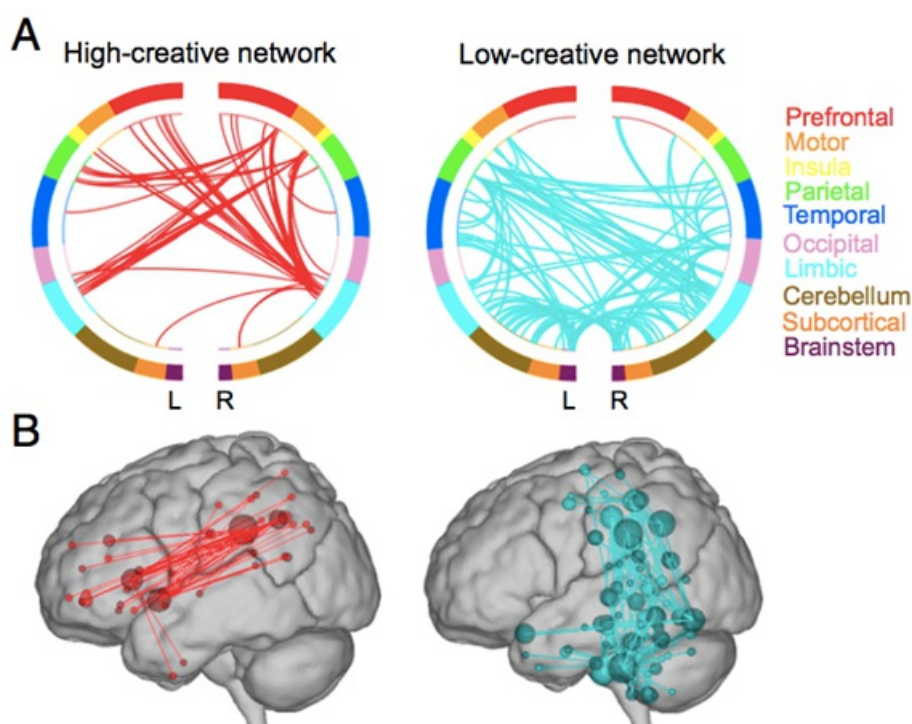 A
High-creative network
Low-creative network
Prefrontal
Motor
Insula
Parietal
Temporal
Occipital
Limbic
Cerebellum
Subcortical
Brainstem
L R
L R
B